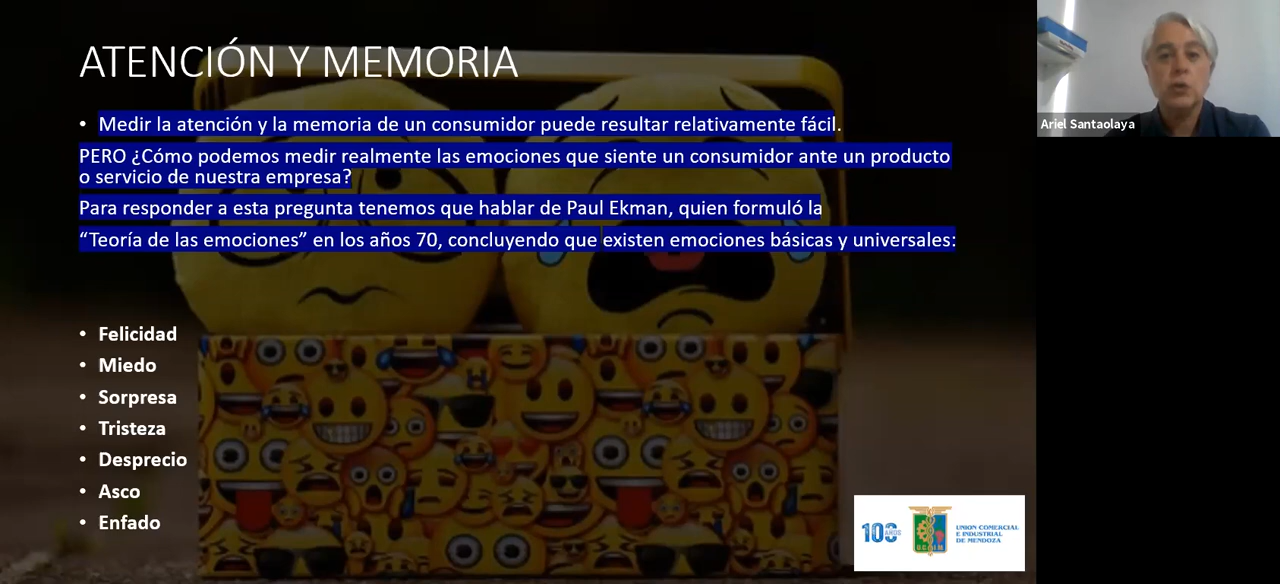 ATENCIÓN Y MEMORIA
• Medir la atención y la memoria de un consumidor puede resultar relativamente fácil.
PERO ¿Cómo podemos medir realmente las emociones que siente un consumidor ante un producto
o servicio de nuestra empresa?
Para responder a esta pregunta tenemos que hablar de Paul Ekman, quien formuló la
“Teoría de las emociones” en los años 70, concluyendo que existen emociones básicas y universales:
• Felicidad
• Miedo
• Sorpresa
• Tristeza
• Desprecio
• Asco
• Enfado
Ariel Santaolaya
100 AÑOS
UNION COMERCIAL
E INDUSTRIAL
DE MENDOZA